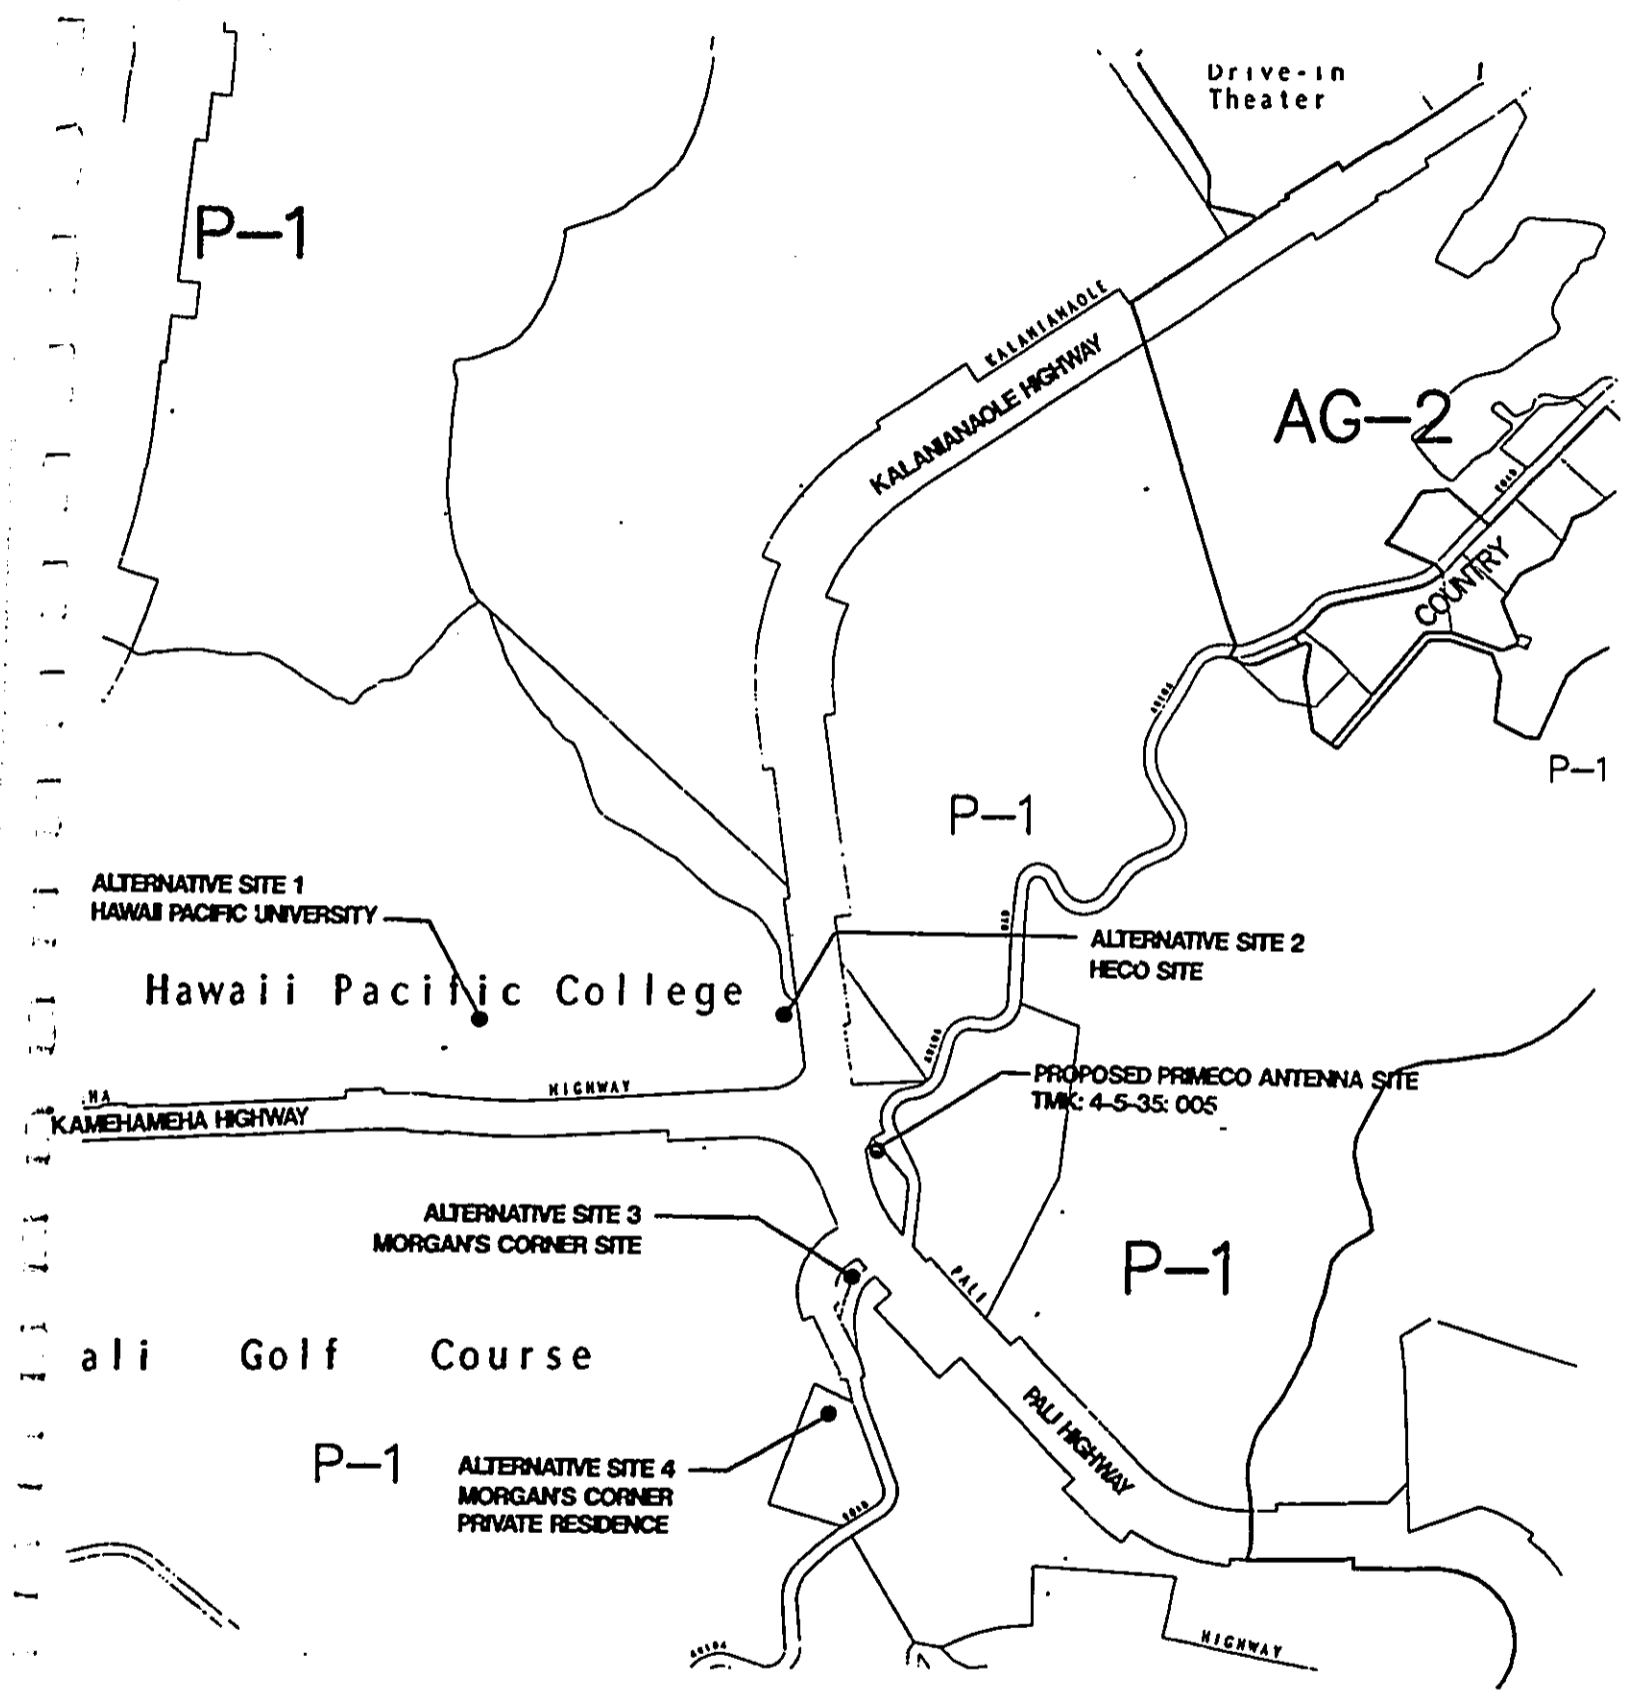 Drive-In
Theater
P-1
KALANIANAOLE
KALANIANAOLE HIGHWAY
AG-2
ROAD
COUNTRY
P-1
P-1
ALTERNATIVE SITE 1
HAWAII PACIFIC UNIVERSITY
ALTERNATIVE SITE 2
HECO SITE
Hawaii Pacific College
HA
HIGHWAY
KAMEHAMEHA HIGHWAY
PROPOSED PRIMECO ANTENNA SITE
TMK: 4-5-35: 005
ALTERNATIVE SITE 3
MORGAN'S CORNER SITE
PALI
P-1
ali Golf Course
PALI HIGHWAY
P-1
ALTERNATIVE SITE 4
MORGAN'S CORNER
PRIVATE RESIDENCE
ROAD
HIGHWAY